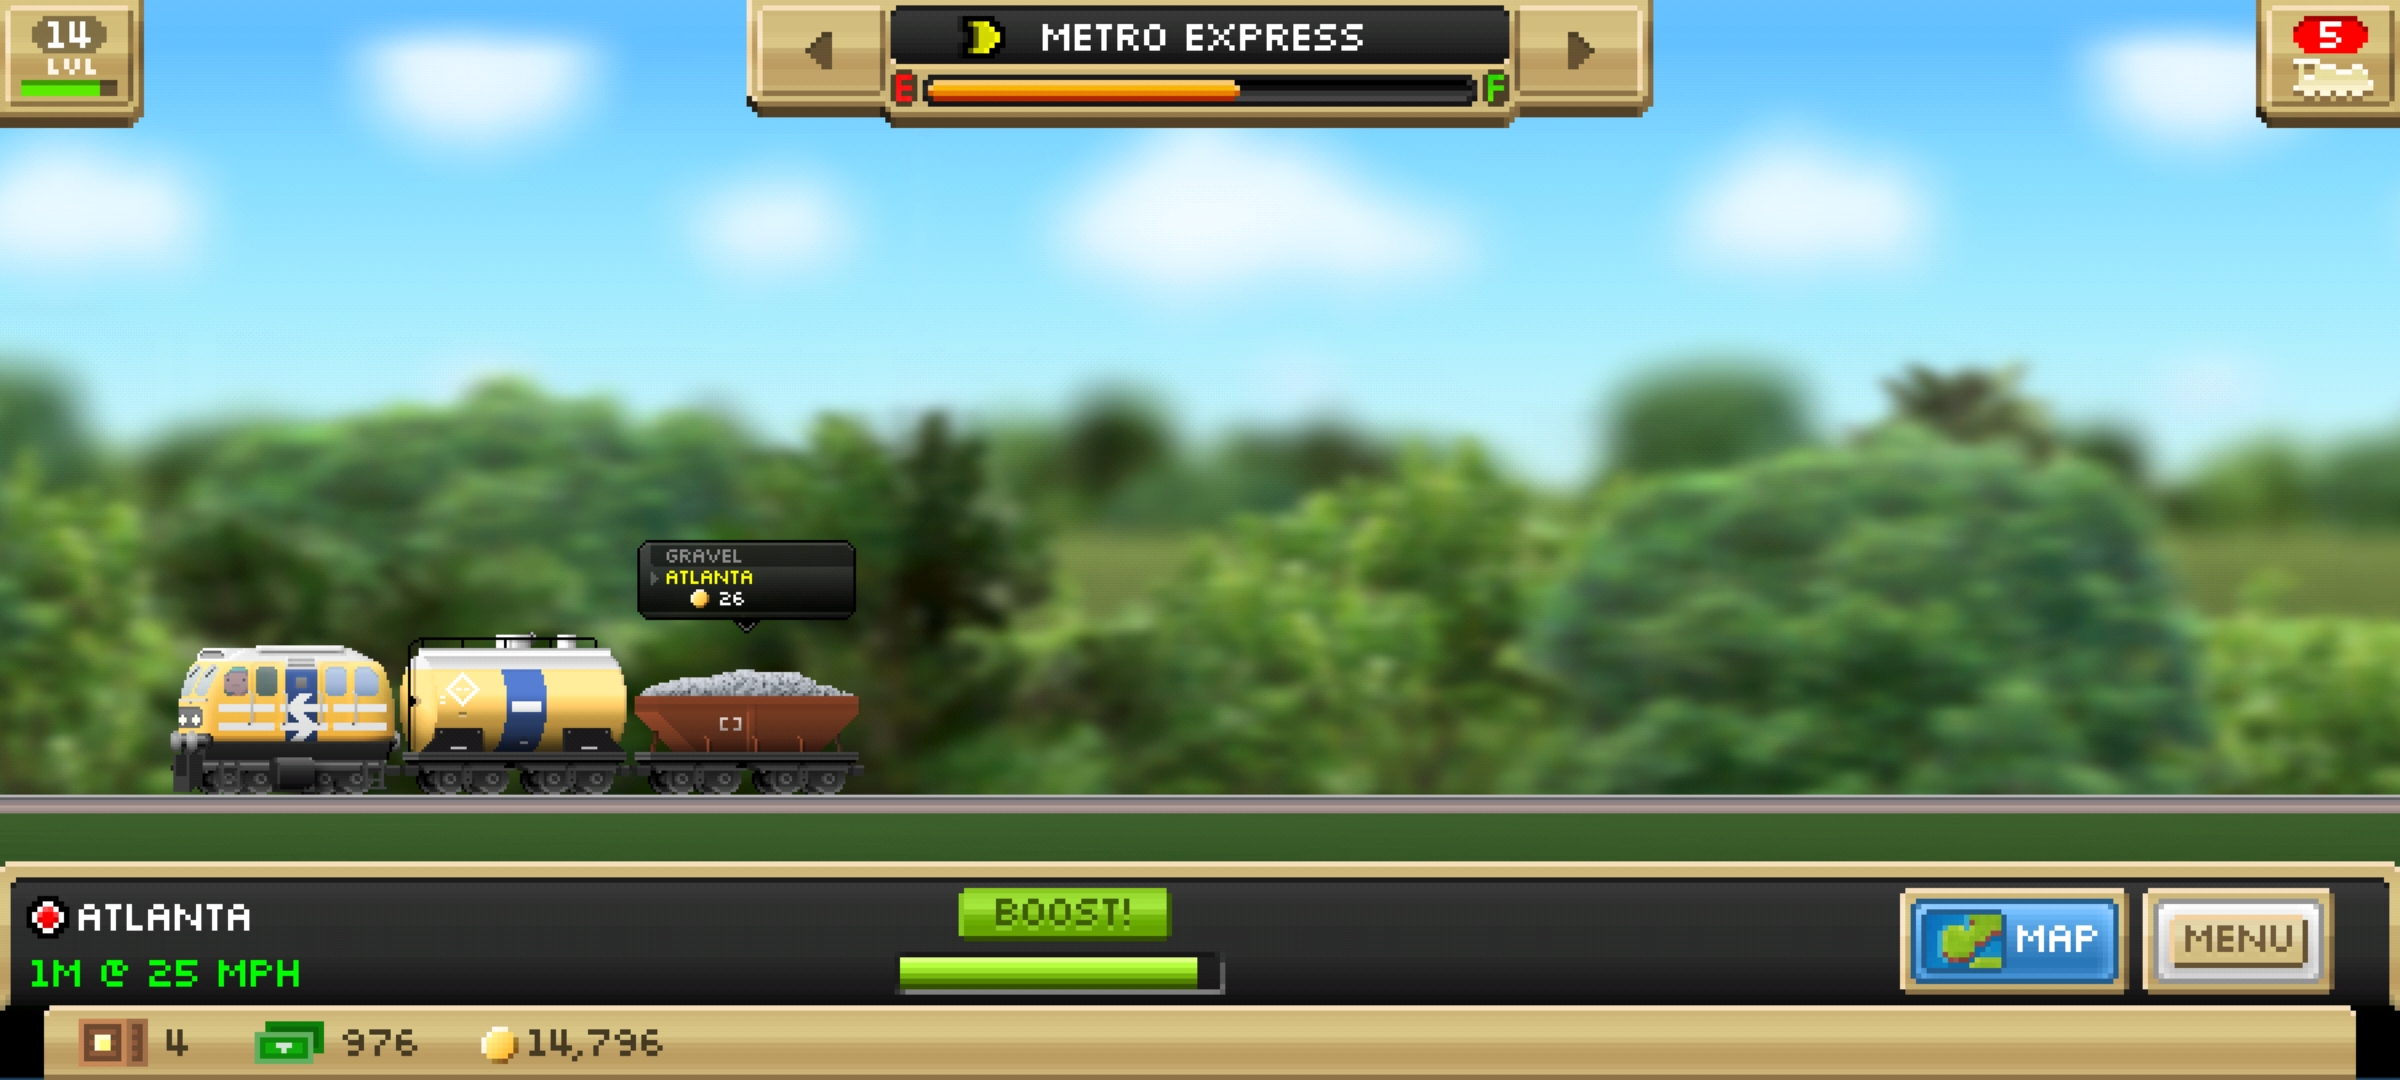 14
LVL
METRO EXPRESS
E
F
5
GRAVEL
ATLANTA
26
ATLANTA
1M @ 25 MPH
BOOST!
MAP
MENU
4
976
14,796